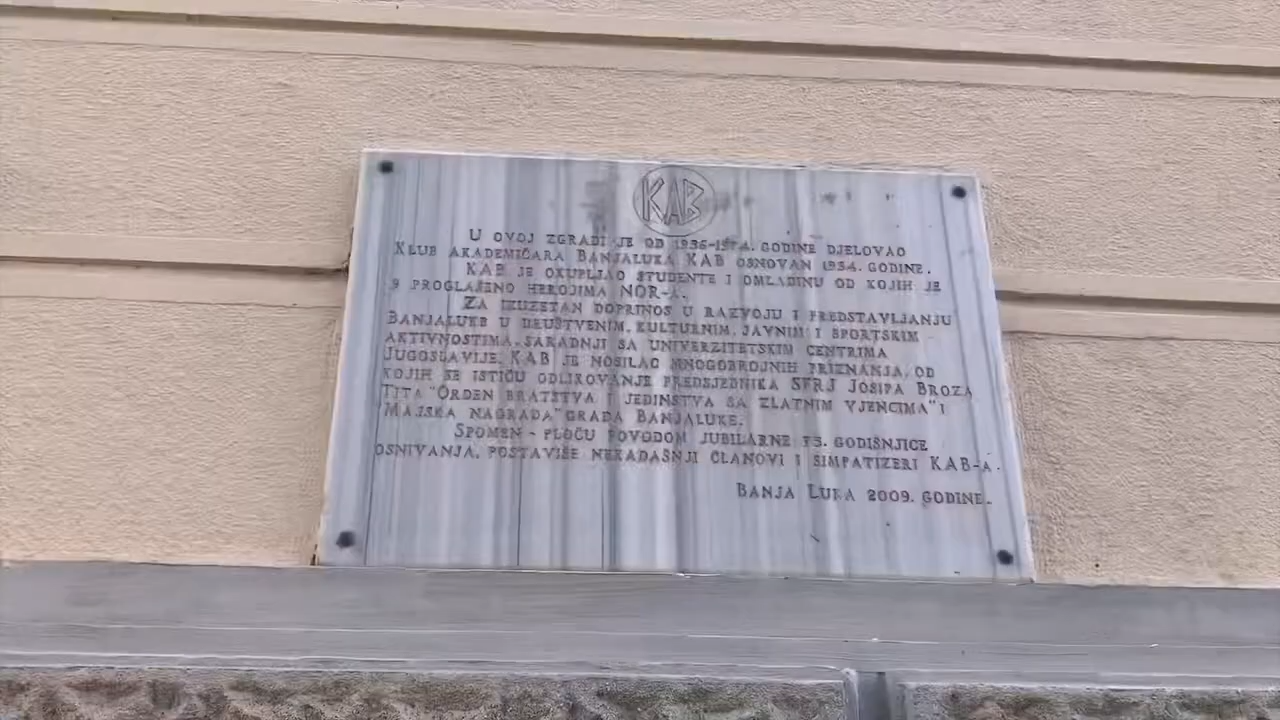 KAB
U OVOJ ZGRADI JE OD GODINE DJELOVAO
KLUB AKADEMIČARA BANJALUKA KAB OSNOVAN 1934. GODINE.
KAB JE OKUPLJAO STUDENTE I OMLADINU OD KOJIH JE
9 PROGLAŠENO HEROJIMA NOR-A.
ZA IZUZETAN DOPRINOS U RAZVOJU I PREDSTAVLJANJU
BANJALUKE U DRUŠTVENIM, KULTURNIM, JAVNIM I SPORTSKIM
AKTIVNOSTIMA, SARADNJI SA UNIVERZITETSKIM CENTRIMA
JUGOSLAVIJE, KAB JE NOSILAC MNOGOBROJNIH PRIZNANJA, OD
KOJIH SE ISTIČU ODLIKOVANJE PREDSJEDNIKA SFRJ JOSIPA BROZA
TITA "ORDEN BRATSTVA I JEDINSTVA SA ZLATNIM VJENCIMA" I
MAJSKA NAGRADA" GRADA BANJALUKE.
SPOMEN - PLOČU POVODOM JUBILARNE 75. GODIŠNJICE
OSNIVANJA, POSTAVIŠE NEKADAŠNJI ČLANOVI I SIMPATIZERI KAB-A.
BANJA LUKA 2009. GODINE.